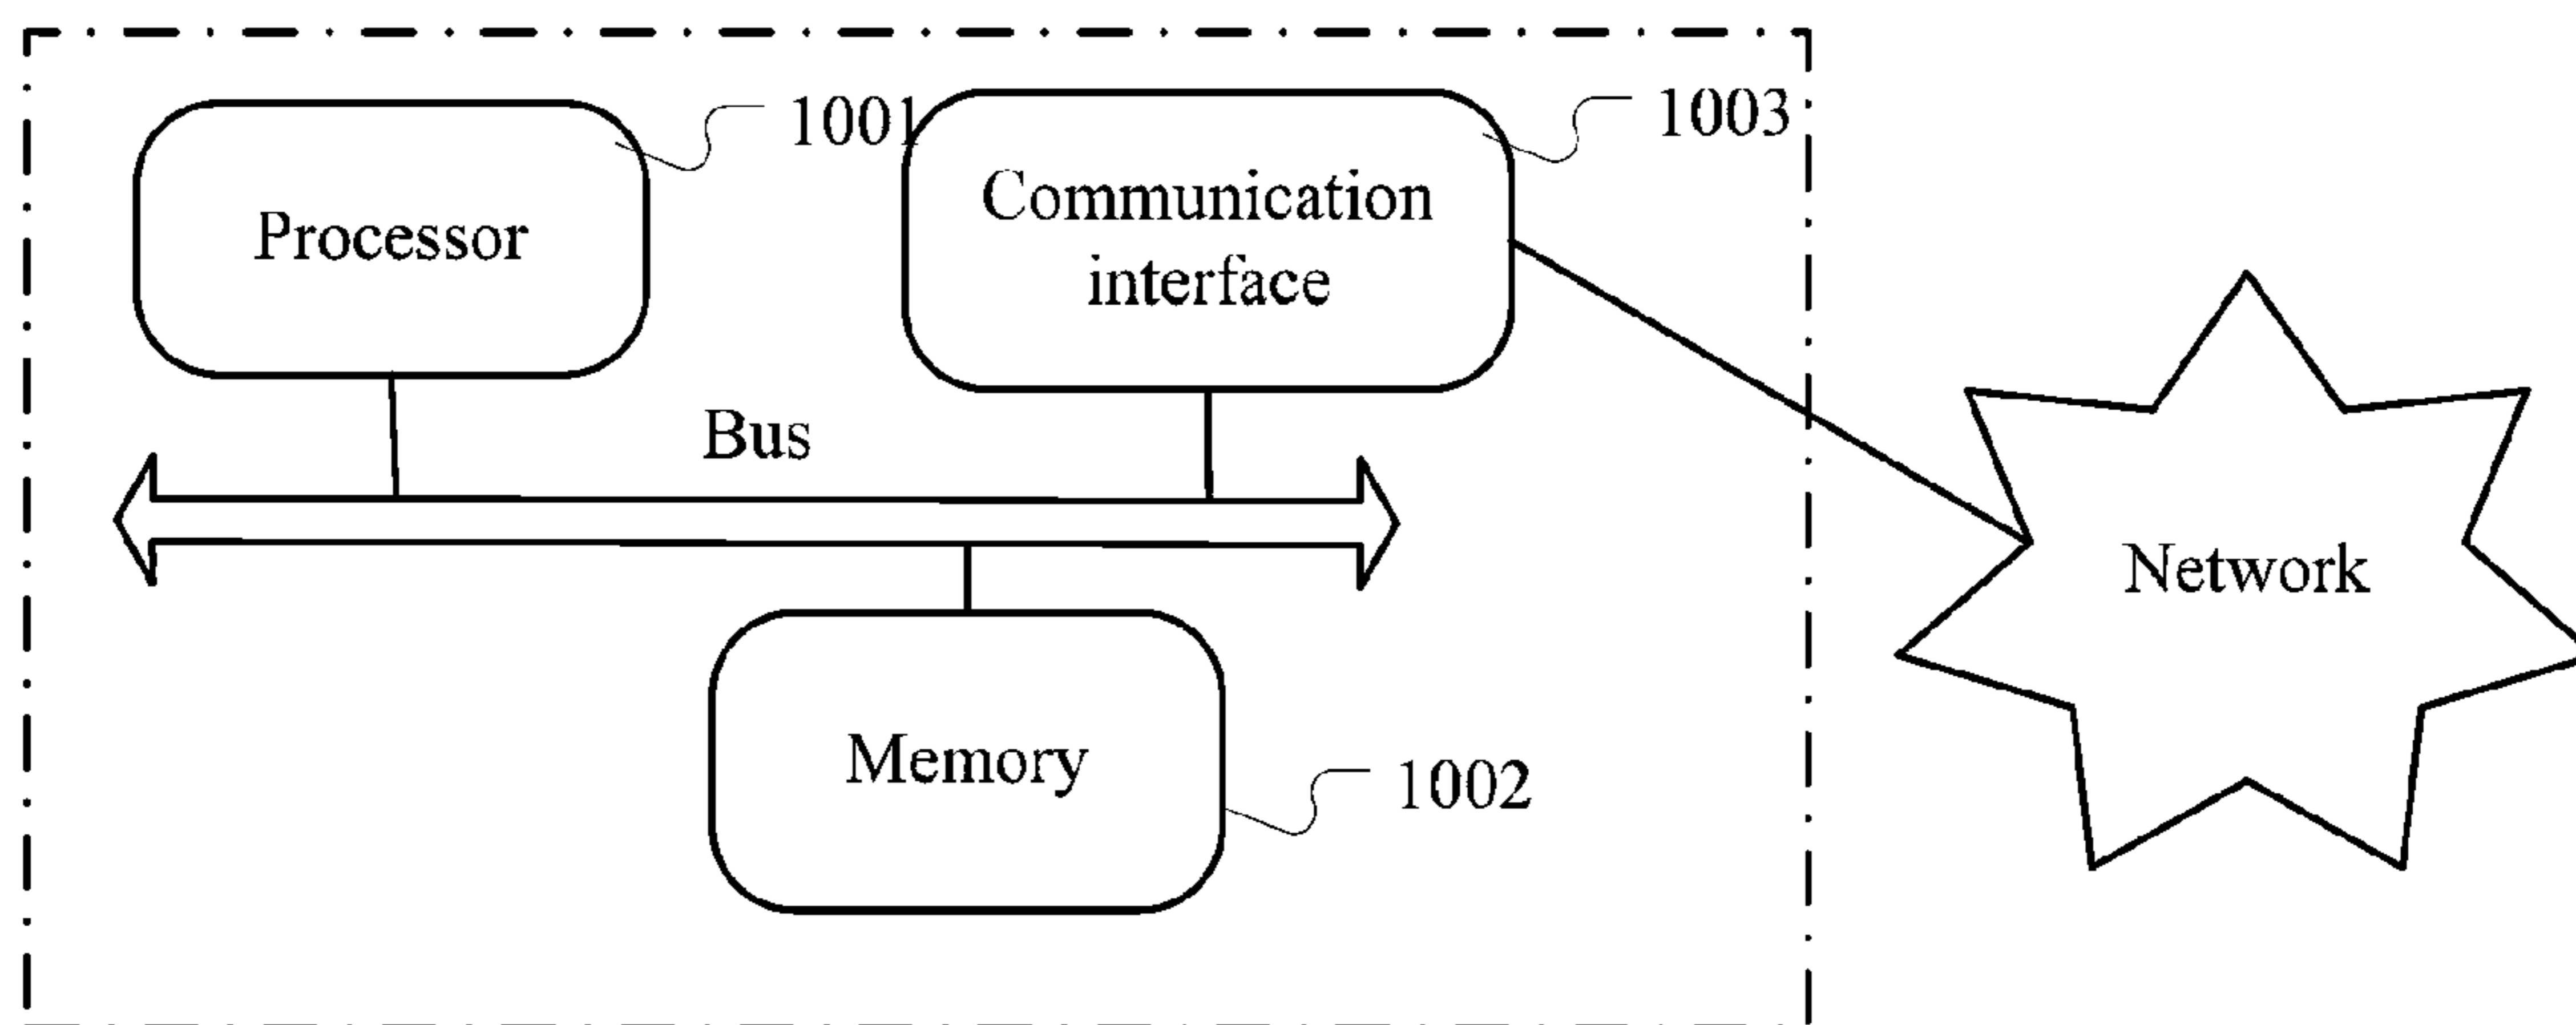 1001
1003
Processor
Communication
interface
Bus
Network
Memory
1002